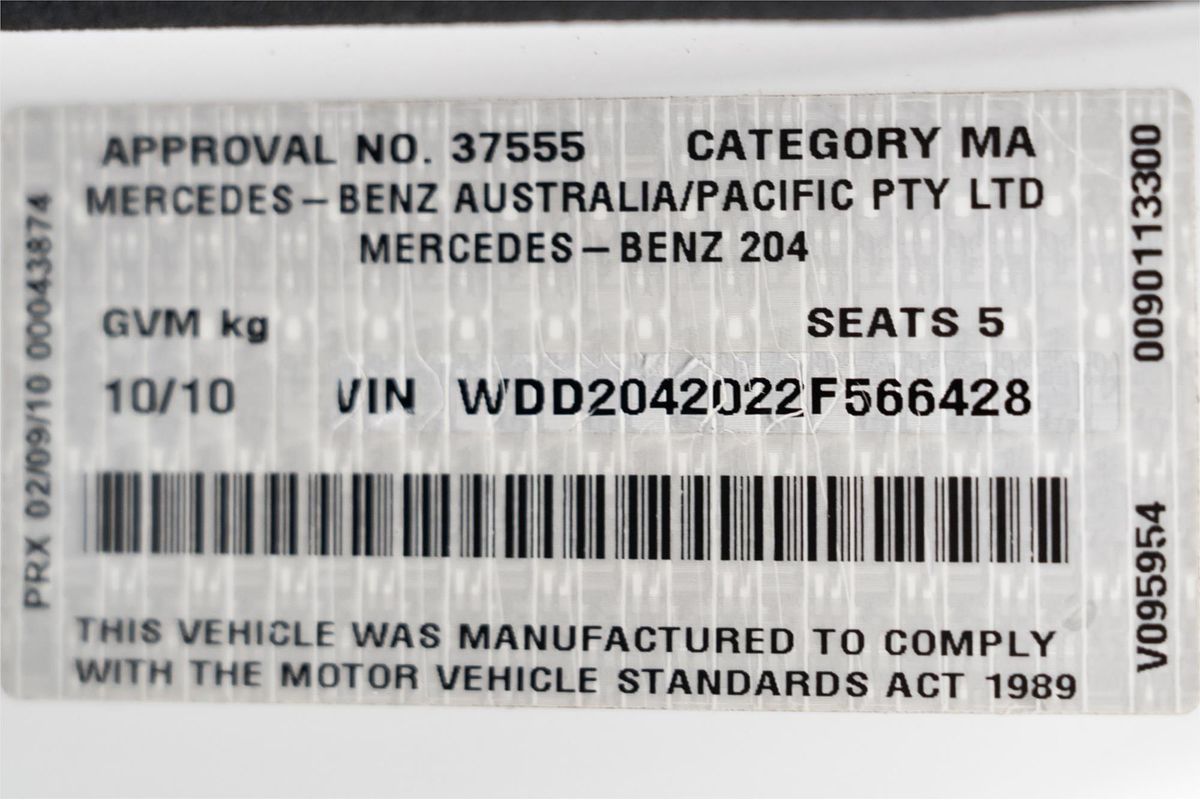 APPROVAL NO. 37555 CATEGORY MA
MERCEDES-BENZ AUSTRALIA/PACIFIC PTY LTD
MERCEDES-BENZ 204
GVM kg SEATS 5
10/10 VIN WDD2042022F566428
THIS VEHICLE WAS MANUFACTURED TO COMPLY
WITH THE MOTOR VEHICLE STANDARDS ACT 1989
PRX 02/09/10 000043874
V095954 0090113300